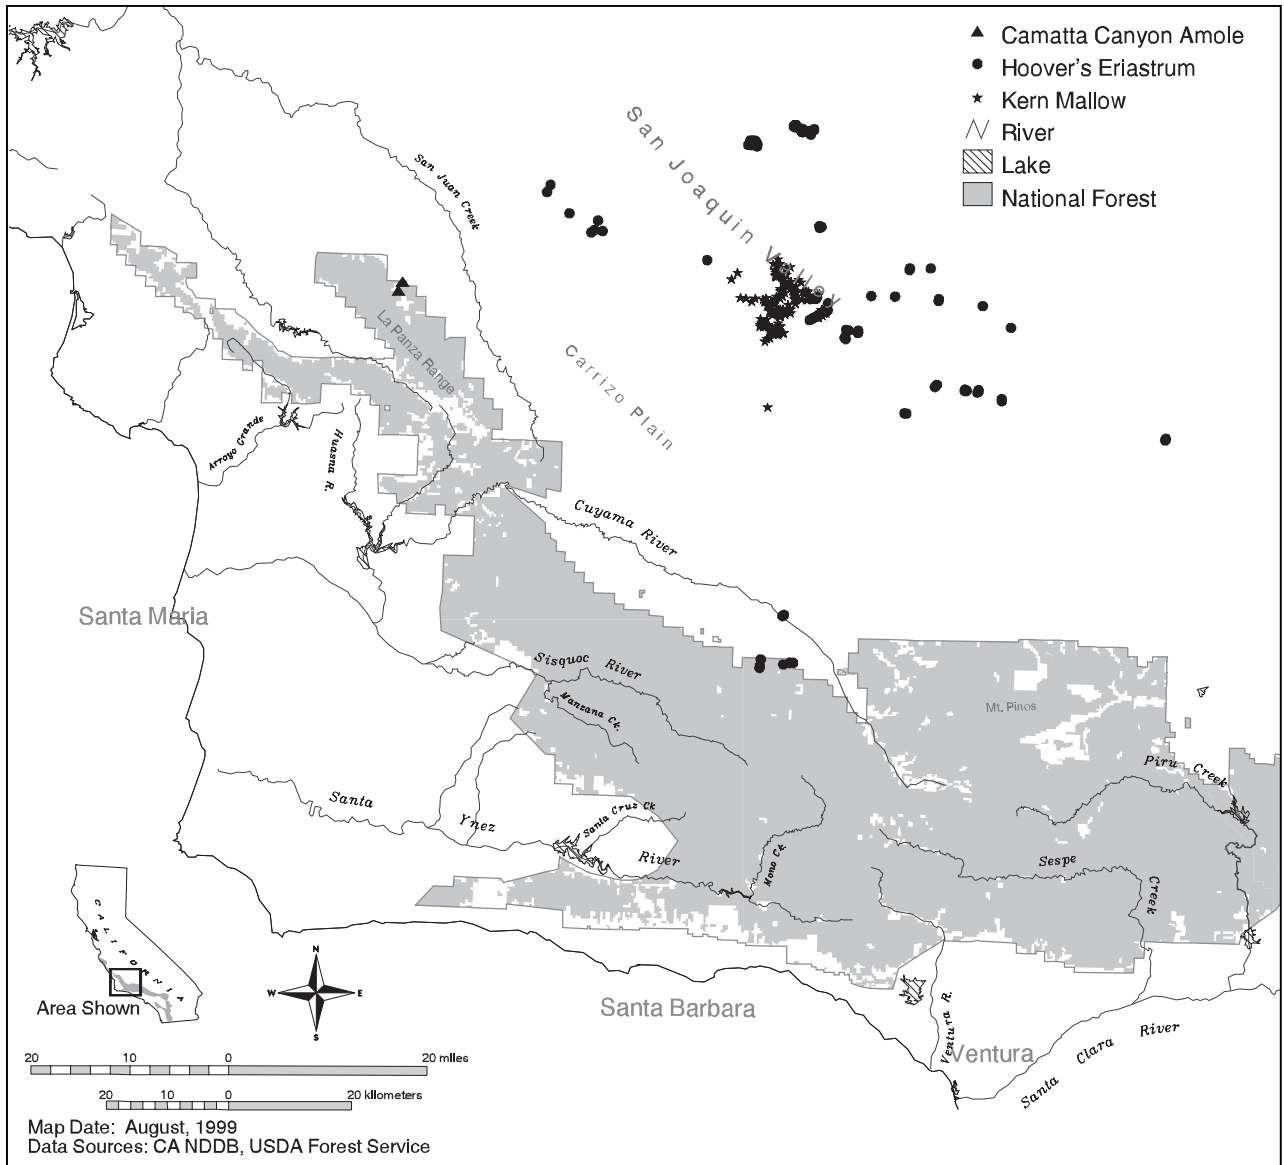 Camatta Canyon Amole
Hoover's Eriastrum
Kern Mallow
River
Lake
National Forest
San Joaquin Valley
San Juan Creek
La Panza Range
Carrizo Plain
Arroyo Grande
Huasna R.
Cuyama River
Santa Maria
Sisquoc River
Manzana Ck.
Mt. Pinos
Piru Creek
Santa Ynez River
Santa Cruz Ck
Mono Ck.
Sespe Creek
CALIFORNIA
Area Shown
N
W E
S
Santa Barbara
Ventura R.
Ventura
Santa Clara River
20 10 0 20 miles
20 10 0 20 kilometers
Map Date: August, 1999
Data Sources: CA NDDB, USDA Forest Service